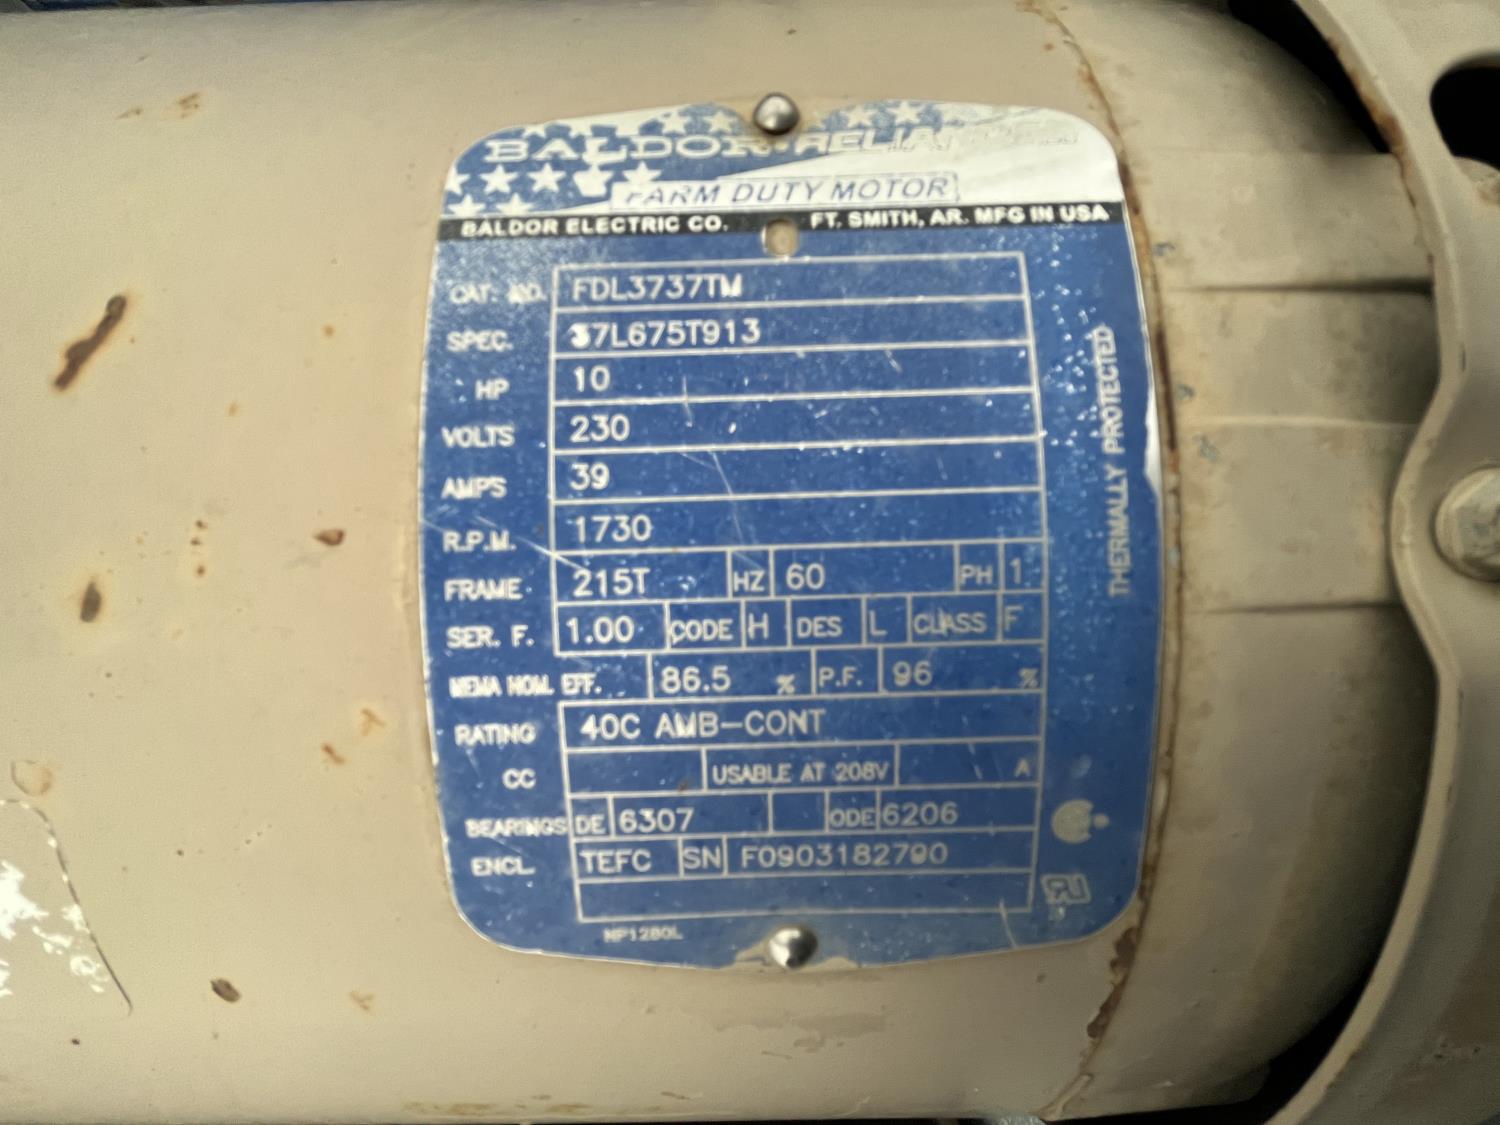 BALDOR•RELIANCE
FARM DUTY MOTOR
BALDOR ELECTRIC CO. FT. SMITH, AR. MFG IN USA
CAT. NO. FDL3737TM
SPEC. 37L675T913
HP 10
VOLTS 230
AMPS 39
R.P.M. 1730
FRAME 215T HZ 60 PH 1
SER. F. 1.00 CODE H DES L CLASS F
NEMA NOM. EFF. 86.5 % P.F. 96 %
RATING 40C AMB-CONT
CC USABLE AT 208V A
BEARINGS DE 6307 ODE 6206
ENCL. TEFC SN F0903182790
NP1280L
THERMALLY PROTECTED